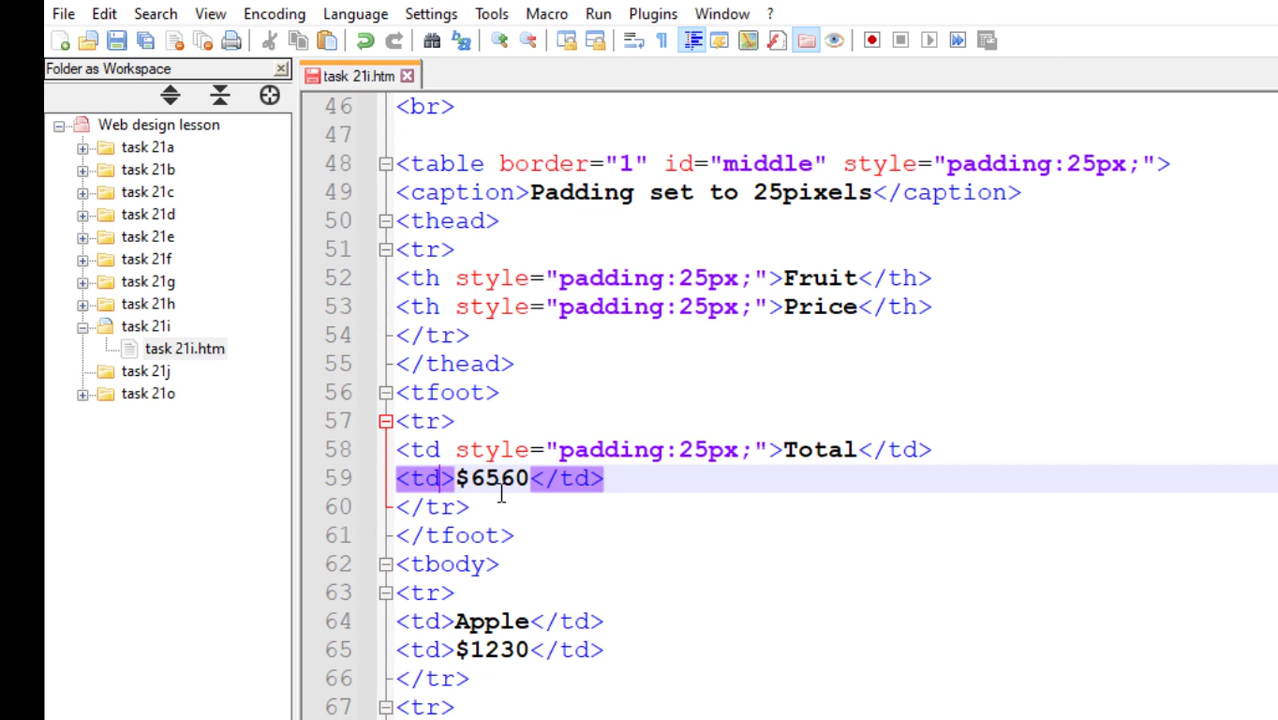 File Edit Search View Encoding Language Settings Tools Macro Run Plugins Window ?
Folder as Workspace
task 21i.htm
Web design lesson
task 21a
task 21b
task 21c
task 21d
task 21e
task 21f
task 21g
task 21h
task 21i
task 21i.htm
task 21j
task 21o
46 <br>
47
48 <table border="1" id="middle" style="padding:25px;">
49 <caption>Padding set to 25pixels</caption>
50 <thead>
51 <tr>
52 <th style="padding:25px;">Fruit</th>
53 <th style="padding:25px;">Price</th>
54 </tr>
55 </thead>
56 <tfoot>
57 <tr>
58 <td style="padding:25px;">Total</td>
59 <td>$6560</td>
60 </tr>
61 </tfoot>
62 <tbody>
63 <tr>
64 <td>Apple</td>
65 <td>$1230</td>
66 </tr>
67 <tr>